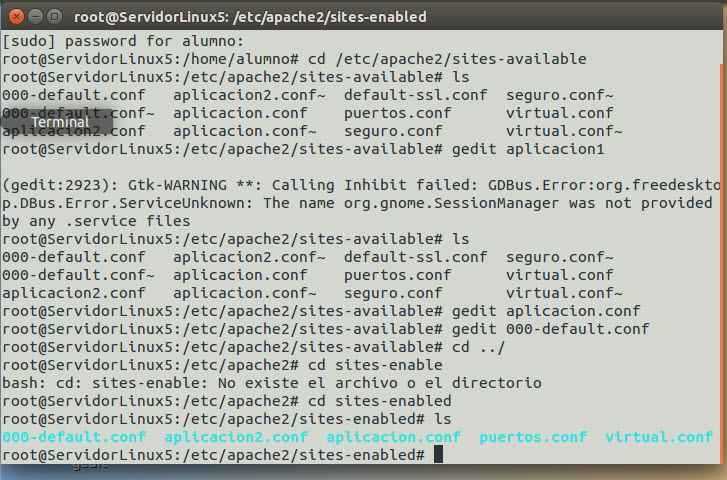 root@ServidorLinux5: /etc/apache2/sites-enabled
[sudo] password for alumno:
root@ServidorLinux5:/home/alumno# cd /etc/apache2/sites-available
root@ServidorLinux5:/etc/apache2/sites-available# ls
000-default.conf   aplicacion2.conf~  default-ssl.conf  seguro.conf~
000-default.conf~  aplicacion.conf    puertos.conf      virtual.conf
Terminal
aplicacion2.conf   aplicacion.conf~   seguro.conf       virtual.conf~
root@ServidorLinux5:/etc/apache2/sites-available# gedit aplicacion1
(gedit:2923): Gtk-WARNING **: Calling Inhibit failed: GDBus.Error:org.freedeskto
p.DBus.Error.ServiceUnknown: The name org.gnome.SessionManager was not provided
by any .service files
root@ServidorLinux5:/etc/apache2/sites-available# ls
000-default.conf   aplicacion2.conf~  default-ssl.conf  seguro.conf~
000-default.conf~  aplicacion.conf    puertos.conf      virtual.conf
aplicacion2.conf   aplicacion.conf~   seguro.conf       virtual.conf~
root@ServidorLinux5:/etc/apache2/sites-available# gedit aplicacion.conf
root@ServidorLinux5:/etc/apache2/sites-available# gedit 000-default.conf
root@ServidorLinux5:/etc/apache2/sites-available# cd ../
root@ServidorLinux5:/etc/apache2# cd sites-enable
bash: cd: sites-enable: No existe el archivo o el directorio
root@ServidorLinux5:/etc/apache2# cd sites-enabled
root@ServidorLinux5:/etc/apache2/sites-enabled# ls
000-default.conf  aplicacion2.conf  aplicacion.conf  puertos.conf  virtual.conf
root@ServidorLinux5:/etc/apache2/sites-enabled#
gedit